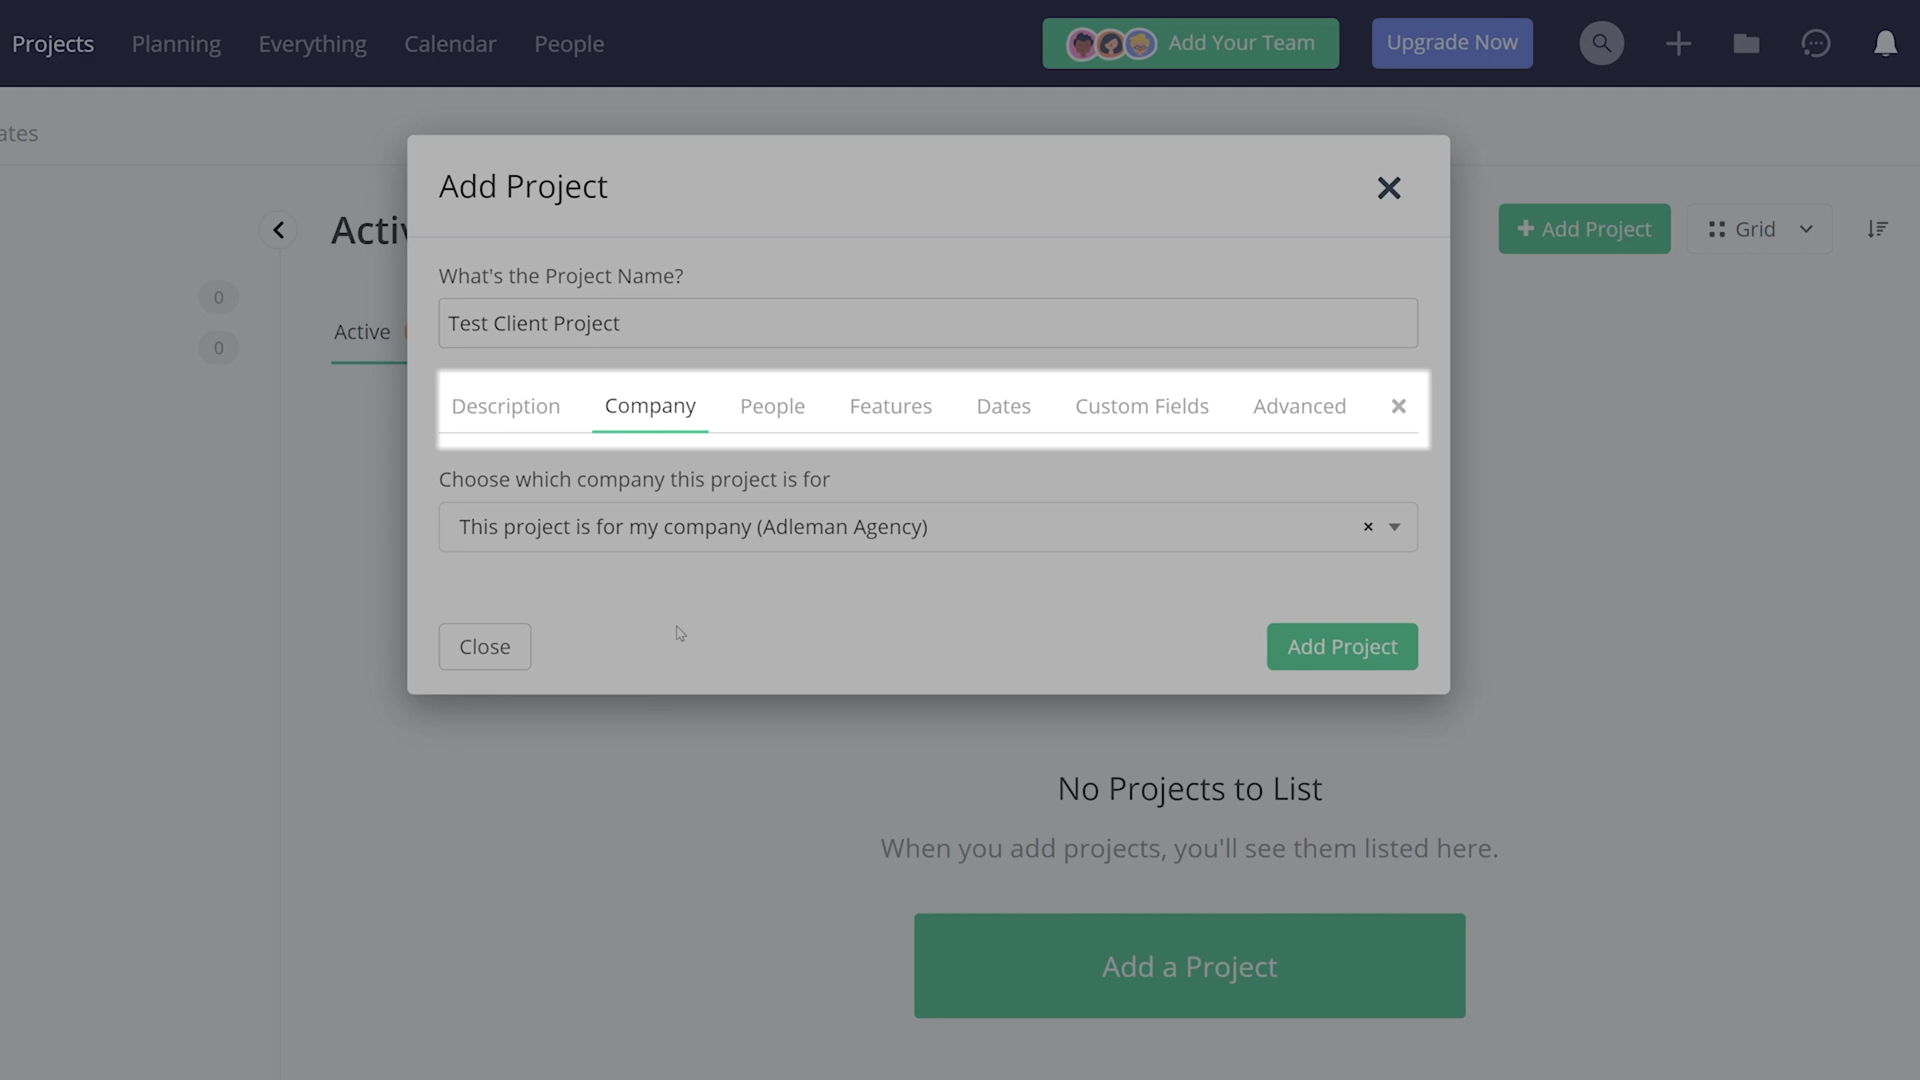 Projects Planning Everything Calendar People Add Your Team Upgrade Now
ates
Add Project
Activ
+ Add Project Grid
0
0
Active
What's the Project Name?
Test Client Project
Description Company People Features Dates Custom Fields Advanced
Choose which company this project is for
This project is for my company (Adleman Agency)
Close Add Project
No Projects to List
When you add projects, you'll see them listed here.
Add a Project